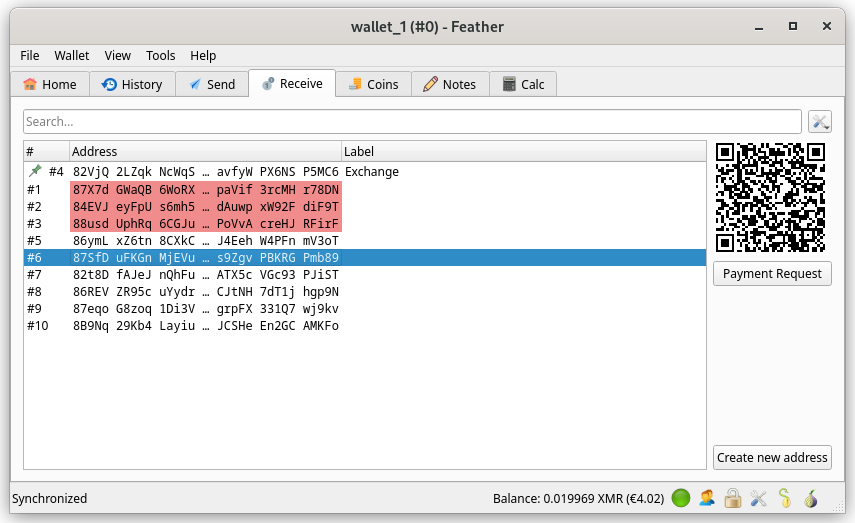 wallet_1 (#0) - Feather
File Wallet View Tools Help
Home History Send Receive Coins Notes Calc
Search...
# Address Label
#4 82VjQ 2LZqk NcWqS … avfyW PX6NS P5MC6 Exchange
#1 87X7d GWaQB 6WoRX … paVif 3rcMH r78DN
#2 84EVJ eyFpU s6mh5 … dAuwp xW92F diF9T
#3 88usd UphRq 6CGJu … PoVvA creHJ RFirF
#5 86ymL xZ6tn 8CXkC … J4Eeh W4PFn mV3oT
#6 87SfD uFKGn MjEVu … s9Zgv PBKRG Pmb89
#7 82t8D fAJeJ nQhFu … ATX5c VGc93 PJiST
#8 86REV ZR95c uYydr … CJtNH 7dT1j hgp9N
#9 87eqo G8zoq 1Di3V … grpFX 331Q7 wj9kv
#10 8B9Nq 29Kb4 Layiu … JCSHe En2GC AMKFo
Payment Request
Create new address
Synchronized Balance: 0.019969 XMR (€4.02)